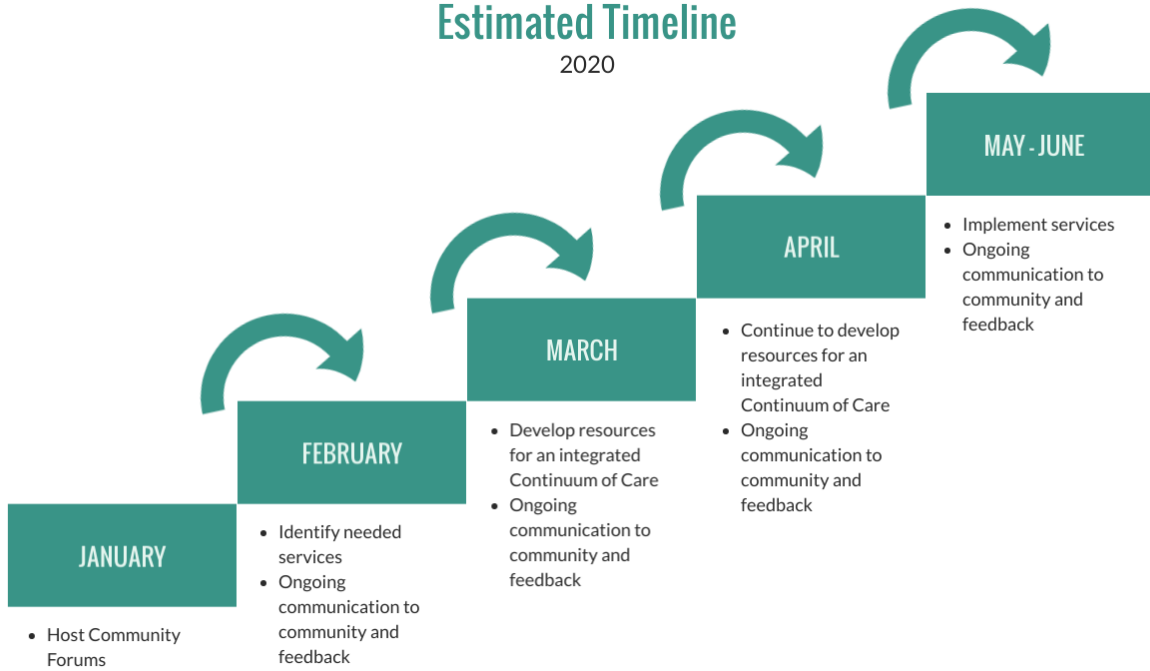 Estimated Timeline
2020
JANUARY
• Host Community
Forums
FEBRUARY
• Identify needed
services
• Ongoing
communication to
community and
feedback
MARCH
• Develop resources
for an integrated
Continuum of Care
• Ongoing
communication to
community and
feedback
APRIL
• Continue to develop
resources for an
integrated
Continuum of Care
• Ongoing
communication to
community and
feedback
MAY - JUNE
• Implement services
• Ongoing
communication to
community and
feedback